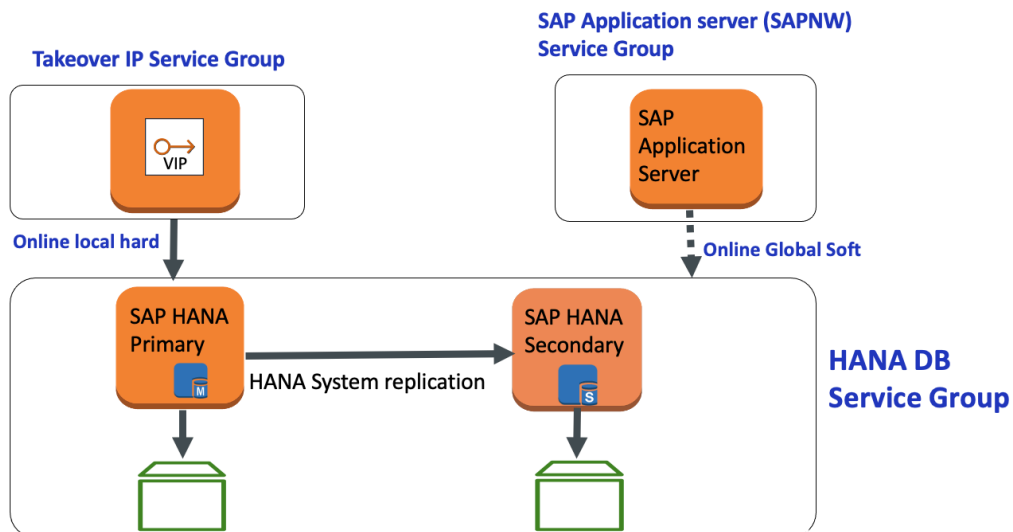 SAP Application server (SAPNW)
Service Group
Takeover IP Service Group
VIP
SAP
Application
Server
Online local hard
Online Global Soft
SAP HANA
Primary
M
HANA System replication
SAP HANA
Secondary
S
HANA DB
Service Group